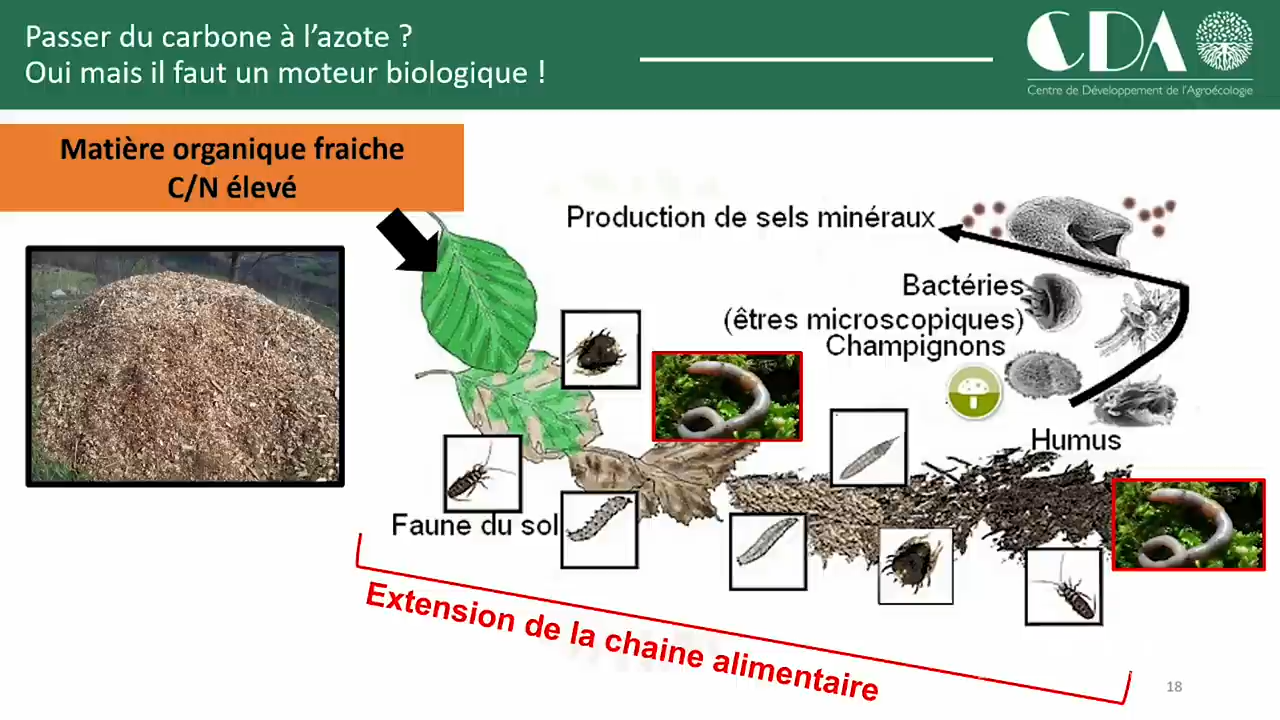 Passer du carbone à l’azote ?
Oui mais il faut un moteur biologique !
CDA
Centre de Développement de l'Agroécologie
Matière organique fraiche
C/N élevé
Production de sels minéraux
Bactéries
(êtres microscopiques)
Champignons
Humus
Faune du sol
Extension de la chaine alimentaire
18